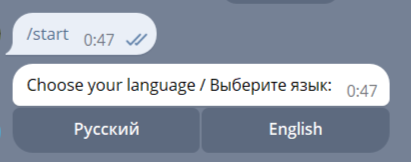 /start 0:47
Choose your language / Выберите язык: 0:47
Русский English